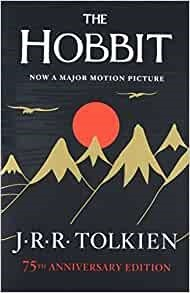 THE
HOBBIT
NOW A MAJOR MOTION PICTURE
J·R·R·TOLKIEN
75TH ANNIVERSARY EDITION